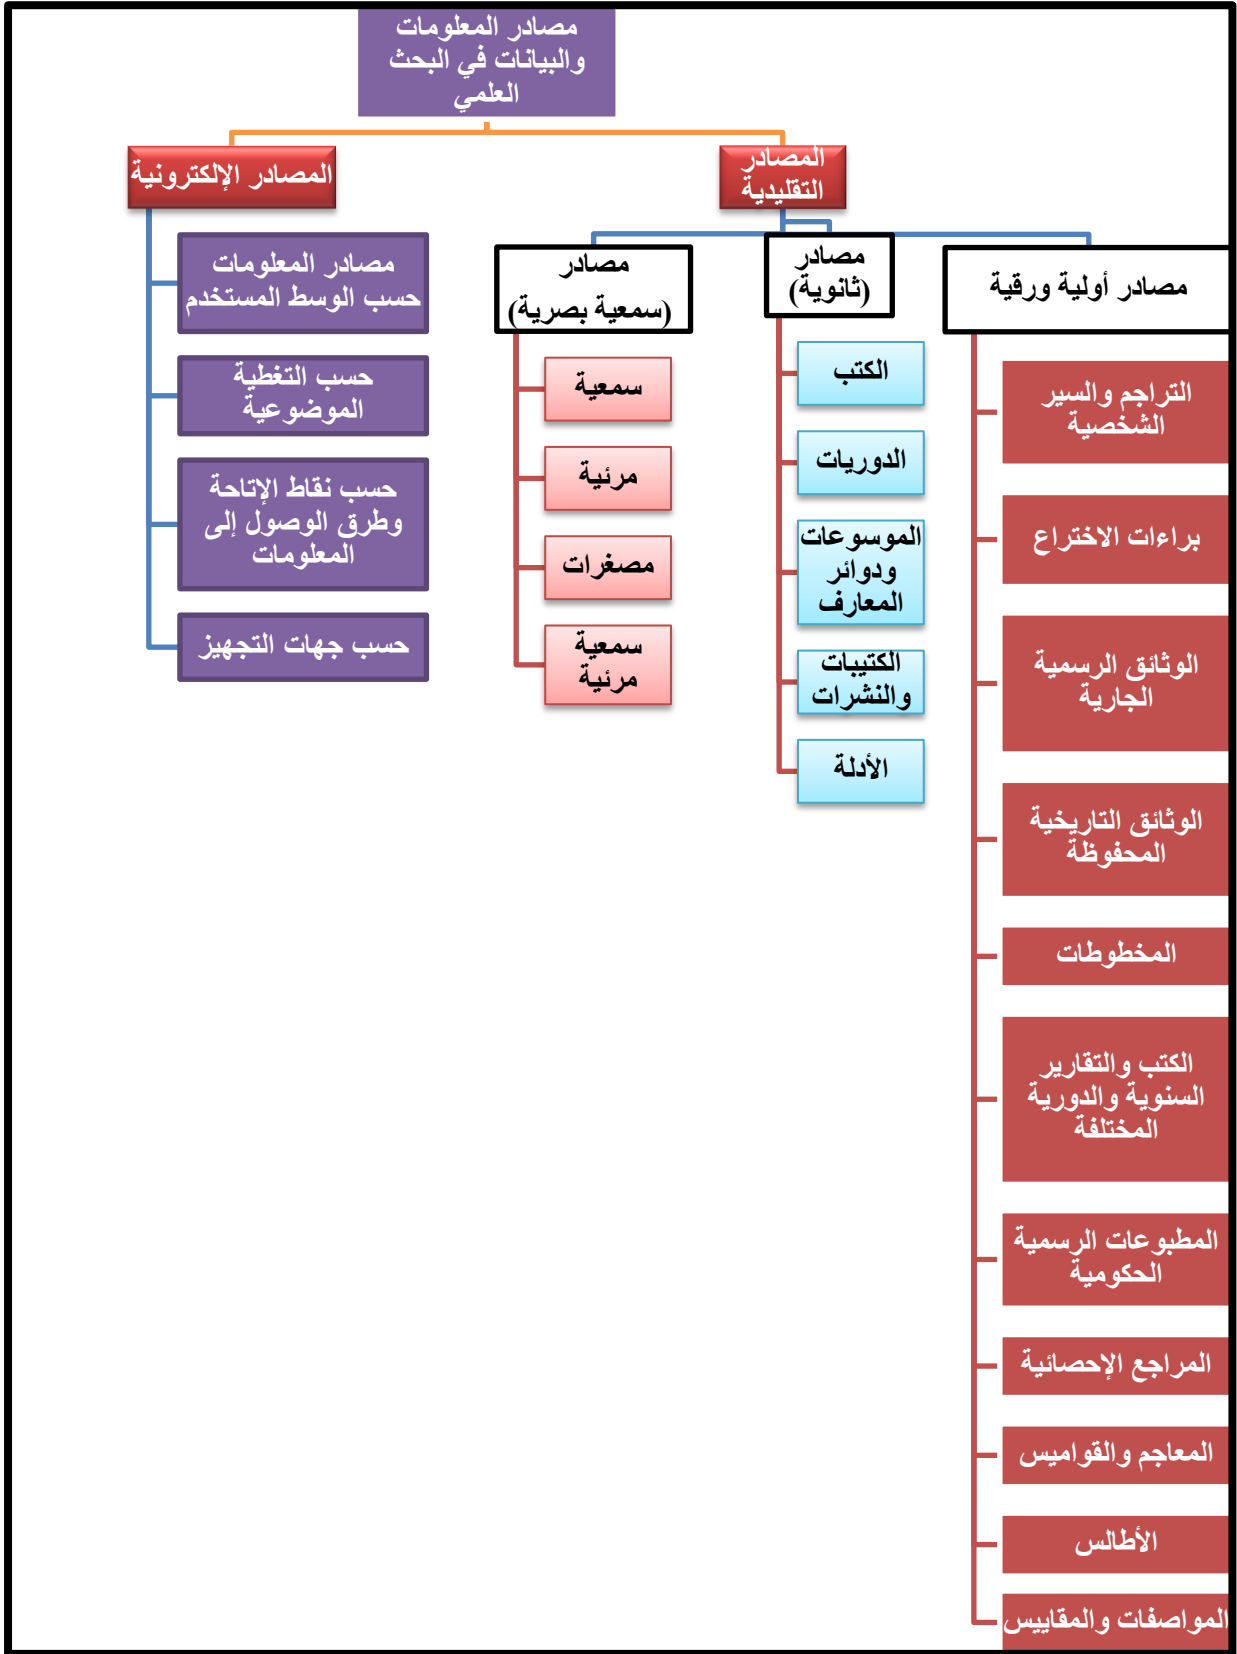 مصادر المعلومات
والبيانات في البحث
العلمي
المصادر
التقليدية
المصادر الإلكترونية
مصادر أولية ورقية
التراجم والسير
الشخصية
براءات الاختراع
الوثائق الرسمية
الجارية
الوثائق التاريخية
المحفوظة
المخطوطات
الكتب والتقارير
السنوية والدورية
المختلفة
المطبوعات الرسمية
الحكومية
المراجع الإحصائية
المعاجم والقواميس
الأطالس
المواصفات والمقاييس
مصادر
(ثانوية)
الكتب
الدوريات
الموسوعات
ودوائر
المعارف
الكتيبات
والنشرات
الأدلة
مصادر
(سمعية بصرية)
سمعية
مرئية
مصغرات
سمعية
مرئية
مصادر المعلومات
حسب الوسط المستخدم
حسب التغطية
الموضوعية
حسب نقاط الإتاحة
وطرق الوصول إلى
المعلومات
حسب جهات التجهيز